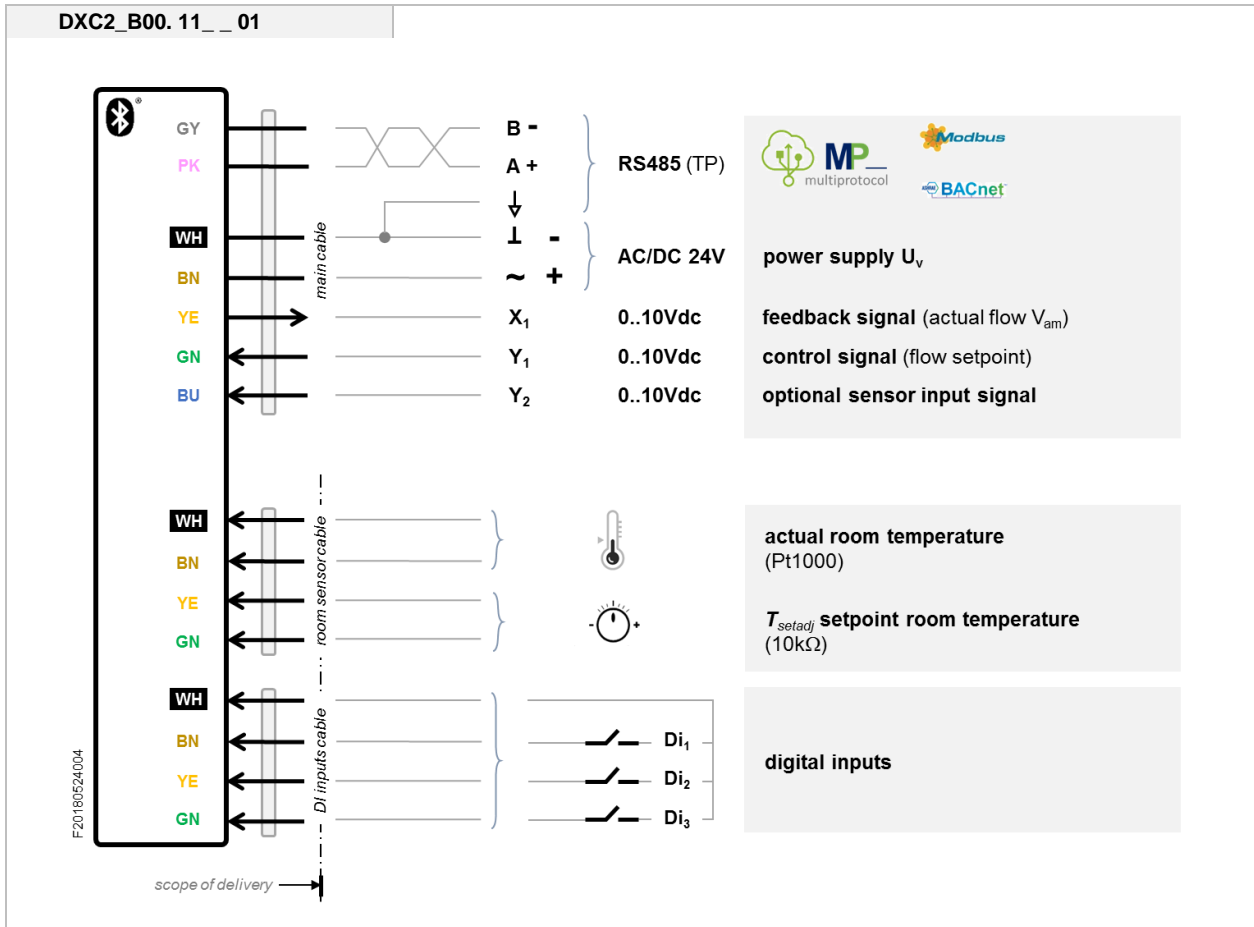 DXC2_B00. 11_ _ 01
GY
B -
PK
A +
RS485 (TP)
MP_
multiprotocol
Modbus
ASHRAE BACnet
main cable
WH
⊥ -
BN
~ +
AC/DC 24V
power supply Uv
YE
X1
0..10Vdc
feedback signal (actual flow Vam)
GN
Y1
0..10Vdc
control signal (flow setpoint)
BU
Y2
0..10Vdc
optional sensor input signal
room sensorcable
WH
BN
actual room temperature
(Pt1000)
YE
GN
- +
Tsetadj setpoint room temperature
(10kΩ)
DI inputs cable
WH
BN
Di1
YE
Di2
GN
Di3
digital inputs
F20180524004
scope of delivery